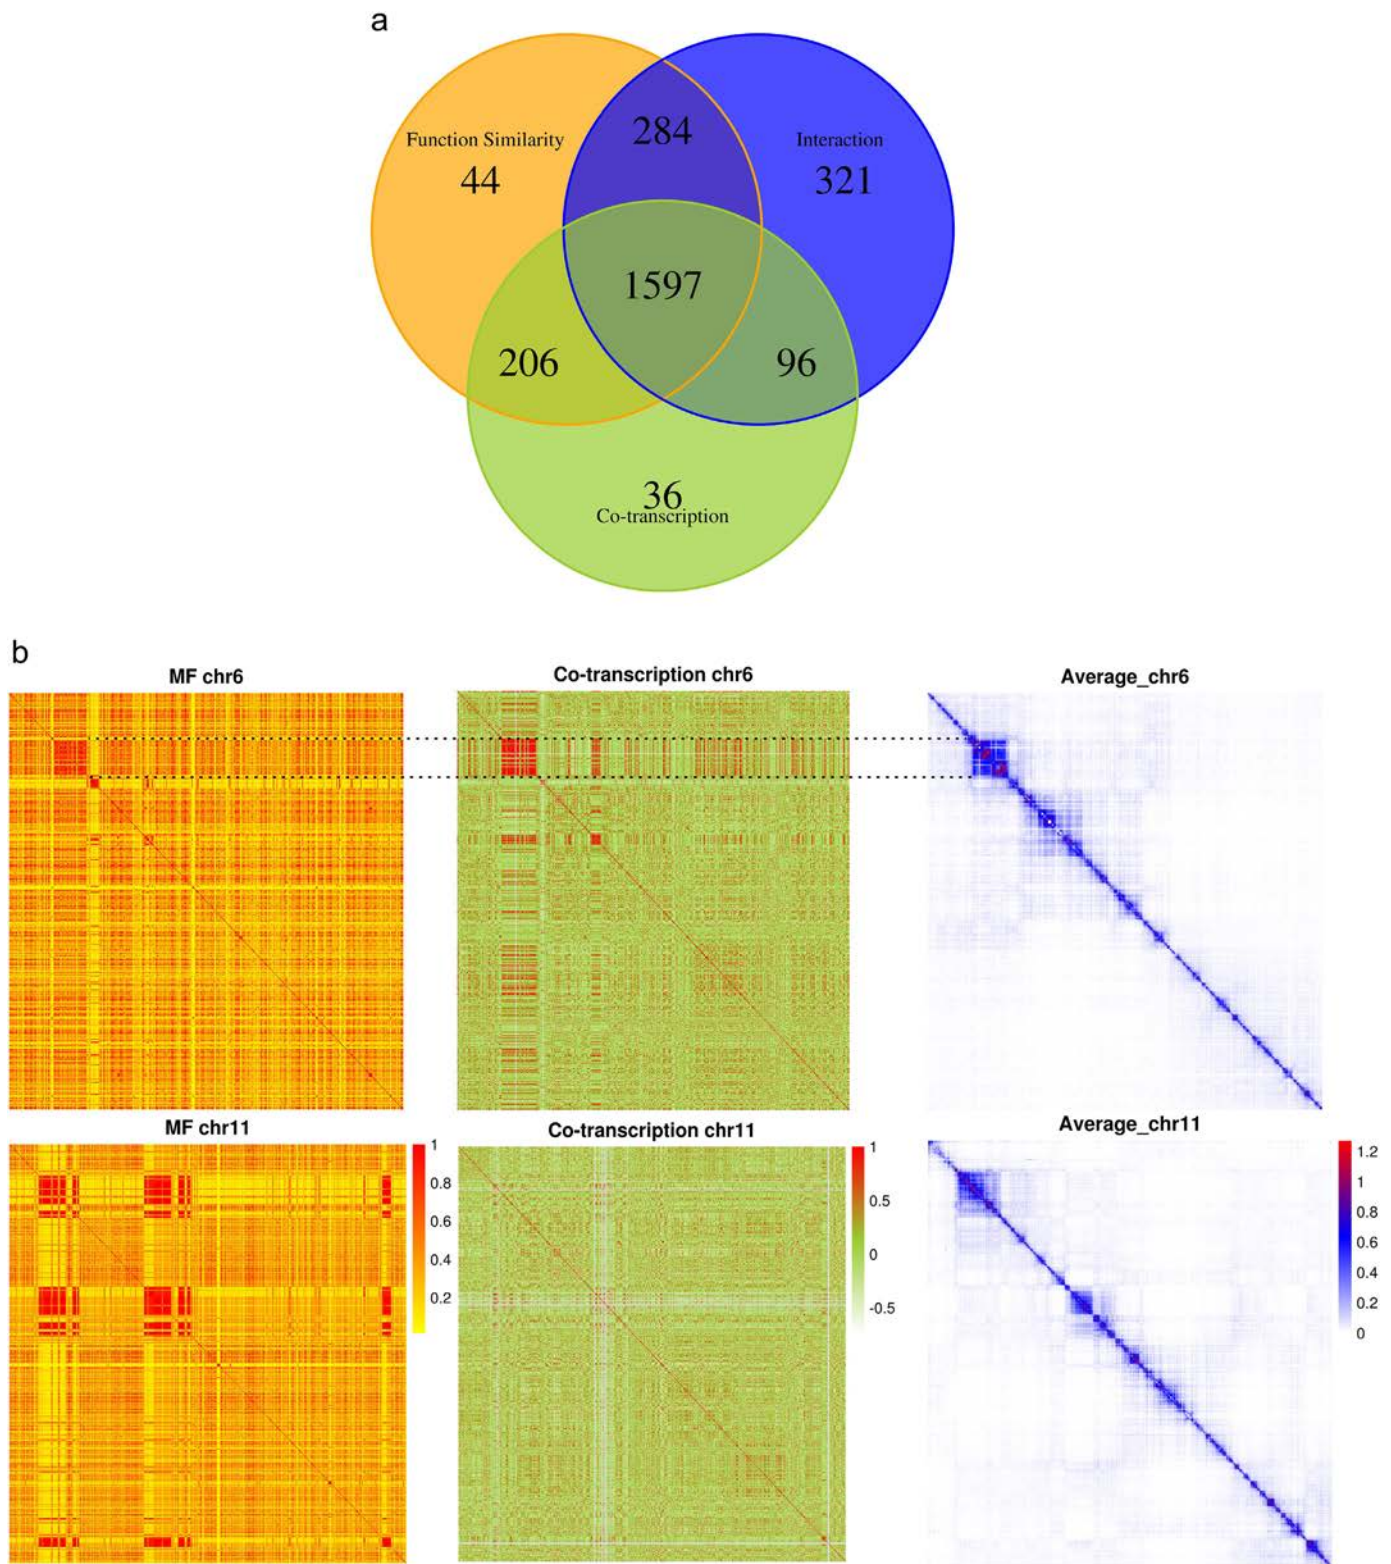 a
284
Function Similarity
Interaction
44
321
1597
206
96
36
Co-transcription
b
MF chr6
Co-transcription chr6
Average_chr6
MF chr11
Co-transcription chr11
Average_chr11
1
0.8
0.6
0.4
0.2
1
0.5
0
-0.5
1.2
1
0.8
0.6
0.4
0.2
0